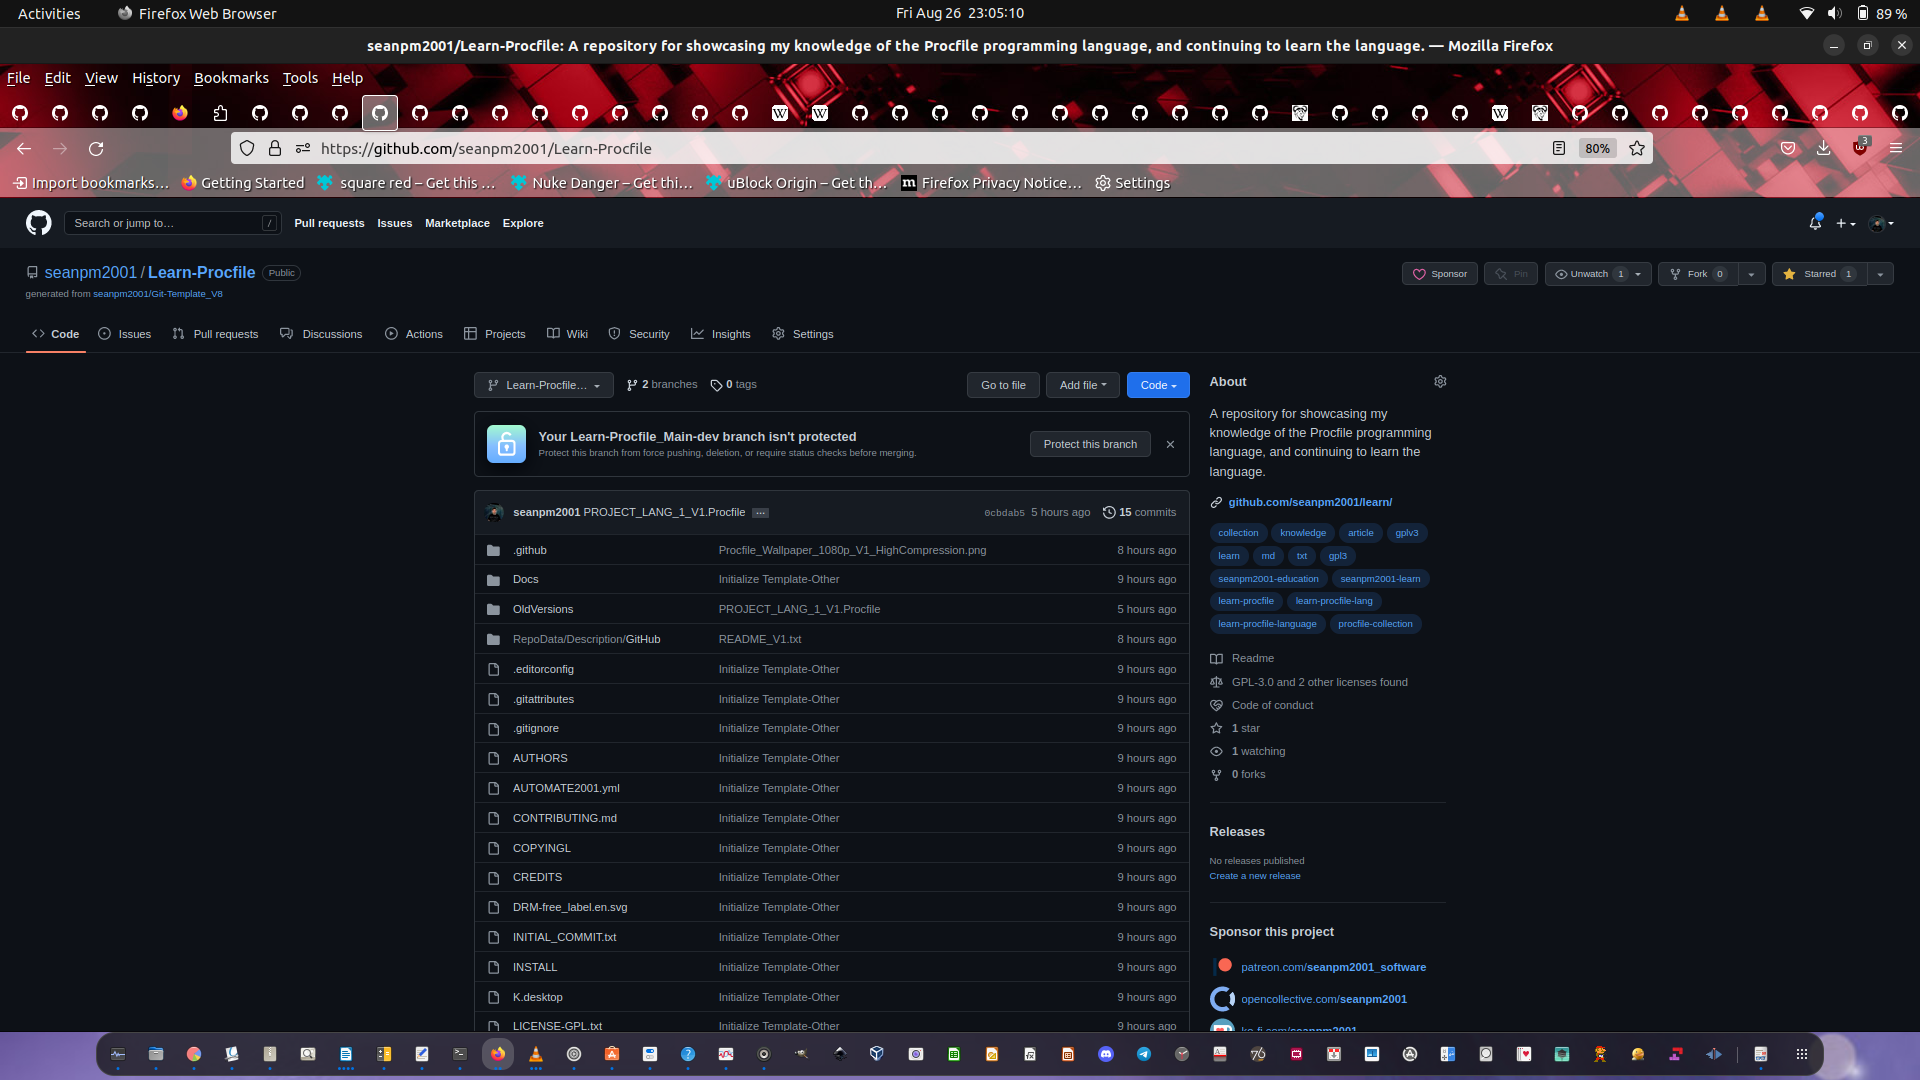 Activities Firefox Web Browser Fri Aug 26 23:05:10 89 %
seanpm2001/Learn-Procfile: A repository for showcasing my knowledge of the Procfile programming language, and continuing to learn the language. — Mozilla Firefox
File Edit View History Bookmarks Tools Help
https://github.com/seanpm2001/Learn-Procfile 80% 3
Import bookmarks… Getting Started square red – Get this … Nuke Danger – Get thi… uBlock Origin – Get th… Firefox Privacy Notice… Settings
Search or jump to… / Pull requests Issues Marketplace Explore
seanpm2001 / Learn-Procfile Public Sponsor Pin Unwatch 1 Fork 0 Starred 1
generated from seanpm2001/Git-Template_V8
Code Issues Pull requests Discussions Actions Projects Wiki Security Insights Settings
Learn-Procfile… 2 branches 0 tags Go to file Add file Code
Your Learn-Procfile_Main-dev branch isn't protected
Protect this branch from force pushing, deletion, or require status checks before merging.
Protect this branch
seanpm2001 PROJECT_LANG_1_V1.Procfile … 0cbdab5 5 hours ago 15 commits
.github Procfile_Wallpaper_1080p_V1_HighCompression.png 8 hours ago
Docs Initialize Template-Other 9 hours ago
OldVersions PROJECT_LANG_1_V1.Procfile 5 hours ago
RepoData/Description/GitHub README_V1.txt 8 hours ago
.editorconfig Initialize Template-Other 9 hours ago
.gitattributes Initialize Template-Other 9 hours ago
.gitignore Initialize Template-Other 9 hours ago
AUTHORS Initialize Template-Other 9 hours ago
AUTOMATE2001.yml Initialize Template-Other 9 hours ago
CONTRIBUTING.md Initialize Template-Other 9 hours ago
COPYINGL Initialize Template-Other 9 hours ago
CREDITS Initialize Template-Other 9 hours ago
DRM-free_label.en.svg Initialize Template-Other 9 hours ago
INITIAL_COMMIT.txt Initialize Template-Other 9 hours ago
INSTALL Initialize Template-Other 9 hours ago
K.desktop Initialize Template-Other 9 hours ago
LICENSE-GPL.txt Initialize Template-Other 9 hours ago
About
A repository for showcasing my
knowledge of the Procfile programming
language, and continuing to learn the
language.
github.com/seanpm2001/learn/
collection knowledge article gplv3
learn md txt gpl3
seanpm2001-education seanpm2001-learn
learn-procfile learn-procfile-lang
learn-procfile-language procfile-collection
Readme
GPL-3.0 and 2 other licenses found
Code of conduct
1 star
1 watching
0 forks
Releases
No releases published
Create a new release
Sponsor this project
patreon.com/seanpm2001_software
opencollective.com/seanpm2001
ko-fi.com/seanpm2001